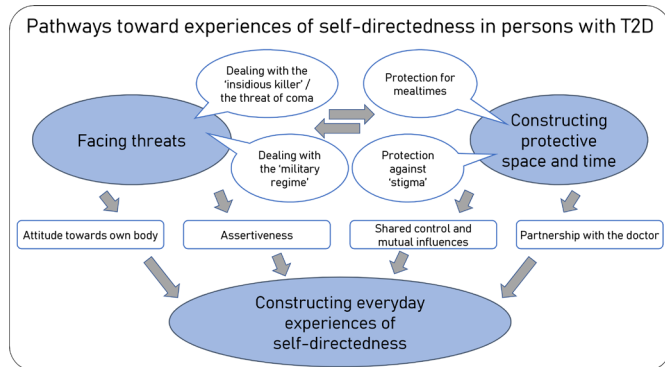 Pathways toward experiences of self-directedness in persons with T2D
Dealing with the
'insidious killer' /
the threat of coma
Protection for
mealtimes
Facing threats
Constructing
protective
space and time
Dealing with
the 'military
regime'
Protection
against
'stigma'
Attitude towards own body
Assertiveness
Shared control and
mutual influences
Partnership with the doctor
Constructing everyday
experiences of
self-directedness